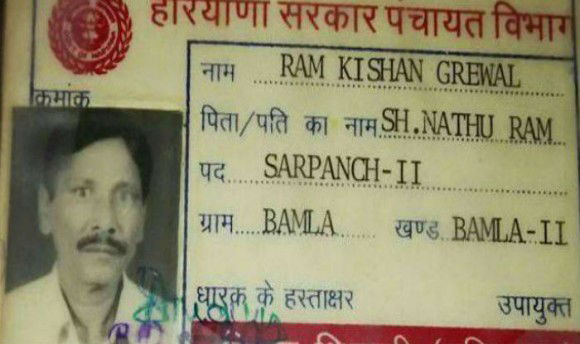 हरियाणा सरकार पंचायत विभाग
नाम RAM KISHAN GREWAL
क्रमांक
पिता/पति का नाम SH.NATHU RAM
पद SARPANCH-II
ग्राम BAMLA खण्ड BAMLA-II
धारक के हस्ताक्षर उपायुक्त